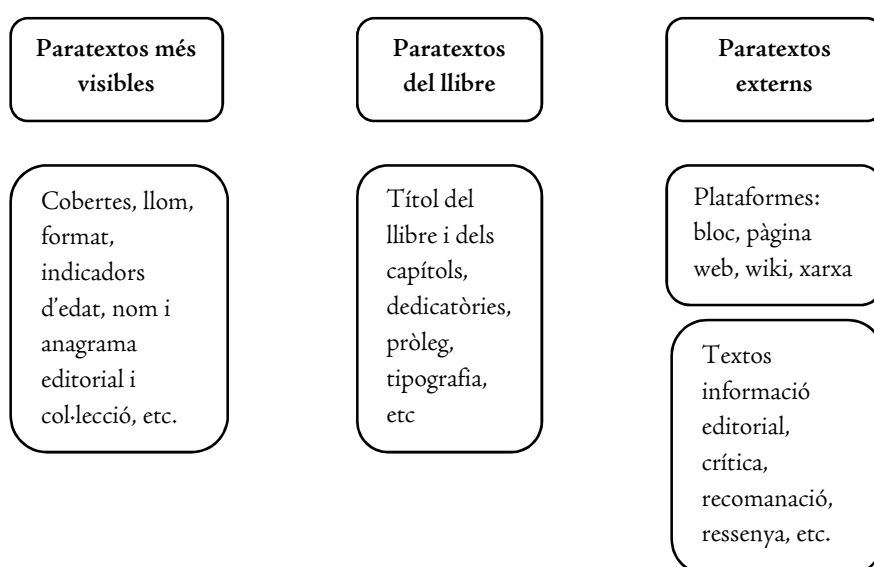 Paratextos més
visibles
Paratextos
del llibre
Paratextos
externs
Cobertes, llom,
format,
indicadors
d'edat, nom i
anagrama
editorial i
col·lecció, etc.
Títol del
llibre i dels
capítols,
dedicatòries,
pròleg,
tipografia,
etc
Plataformes:
bloc, pàgina
web, wiki, xarxa
Textos
informació
editorial,
crítica,
recomanació,
ressenya, etc.